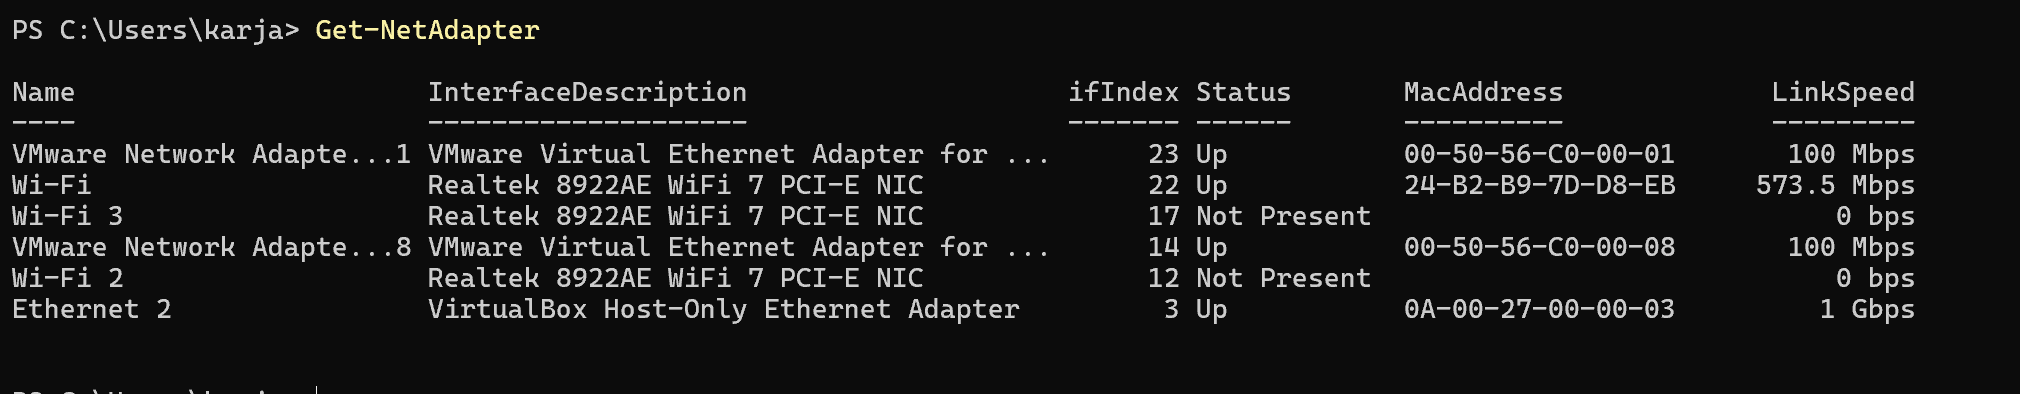 PS C:\Users\karja> Get-NetAdapter
Name InterfaceDescription ifIndex Status MacAddress LinkSpeed
---- -------------------- ------- ------ ---------- ---------
VMware Network Adapte...1 VMware Virtual Ethernet Adapter for ... 23 Up 00-50-56-C0-00-01 100 Mbps
Wi-Fi Realtek 8922AE WiFi 7 PCI-E NIC 22 Up 24-B2-B9-7D-D8-EB 573.5 Mbps
Wi-Fi 3 Realtek 8922AE WiFi 7 PCI-E NIC 17 Not Present 0 bps
VMware Network Adapte...8 VMware Virtual Ethernet Adapter for ... 14 Up 00-50-56-C0-00-08 100 Mbps
Wi-Fi 2 Realtek 8922AE WiFi 7 PCI-E NIC 12 Not Present 0 bps
Ethernet 2 VirtualBox Host-Only Ethernet Adapter 3 Up 0A-00-27-00-00-03 1 Gbps